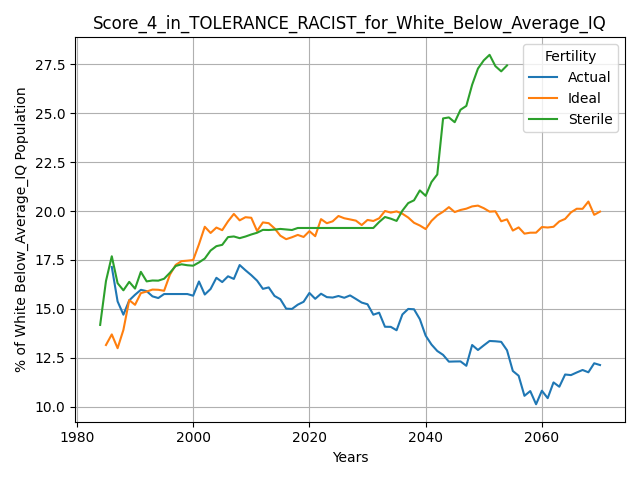 Score_4_in_TOLERANCE_RACIST_for_White_Below_Average_IQ
% of White Below_Average_IQ Population
27.5
25.0
22.5
20.0
17.5
15.0
12.5
10.0
Fertility
Actual
Ideal
Sterile
1980
2000
2020
2040
2060
Years